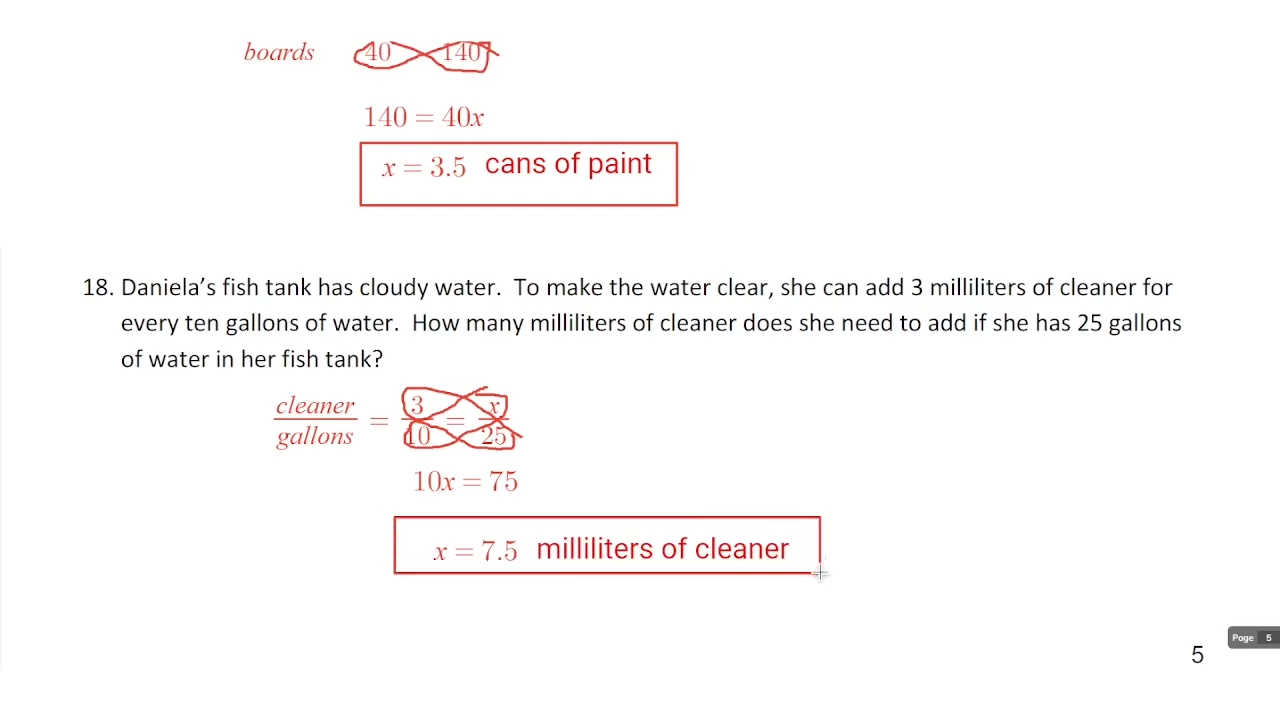 boards 40 140
140 = 40x
x = 3.5 cans of paint
18. Daniela's fish tank has cloudy water. To make the water clear, she can add 3 milliliters of cleaner for
every ten gallons of water. How many milliliters of cleaner does she need to add if she has 25 gallons
of water in her fish tank?
cleaner/gallons = 3/10 = x/25
10x = 75
x = 7.5 milliliters of cleaner
Page 5
5